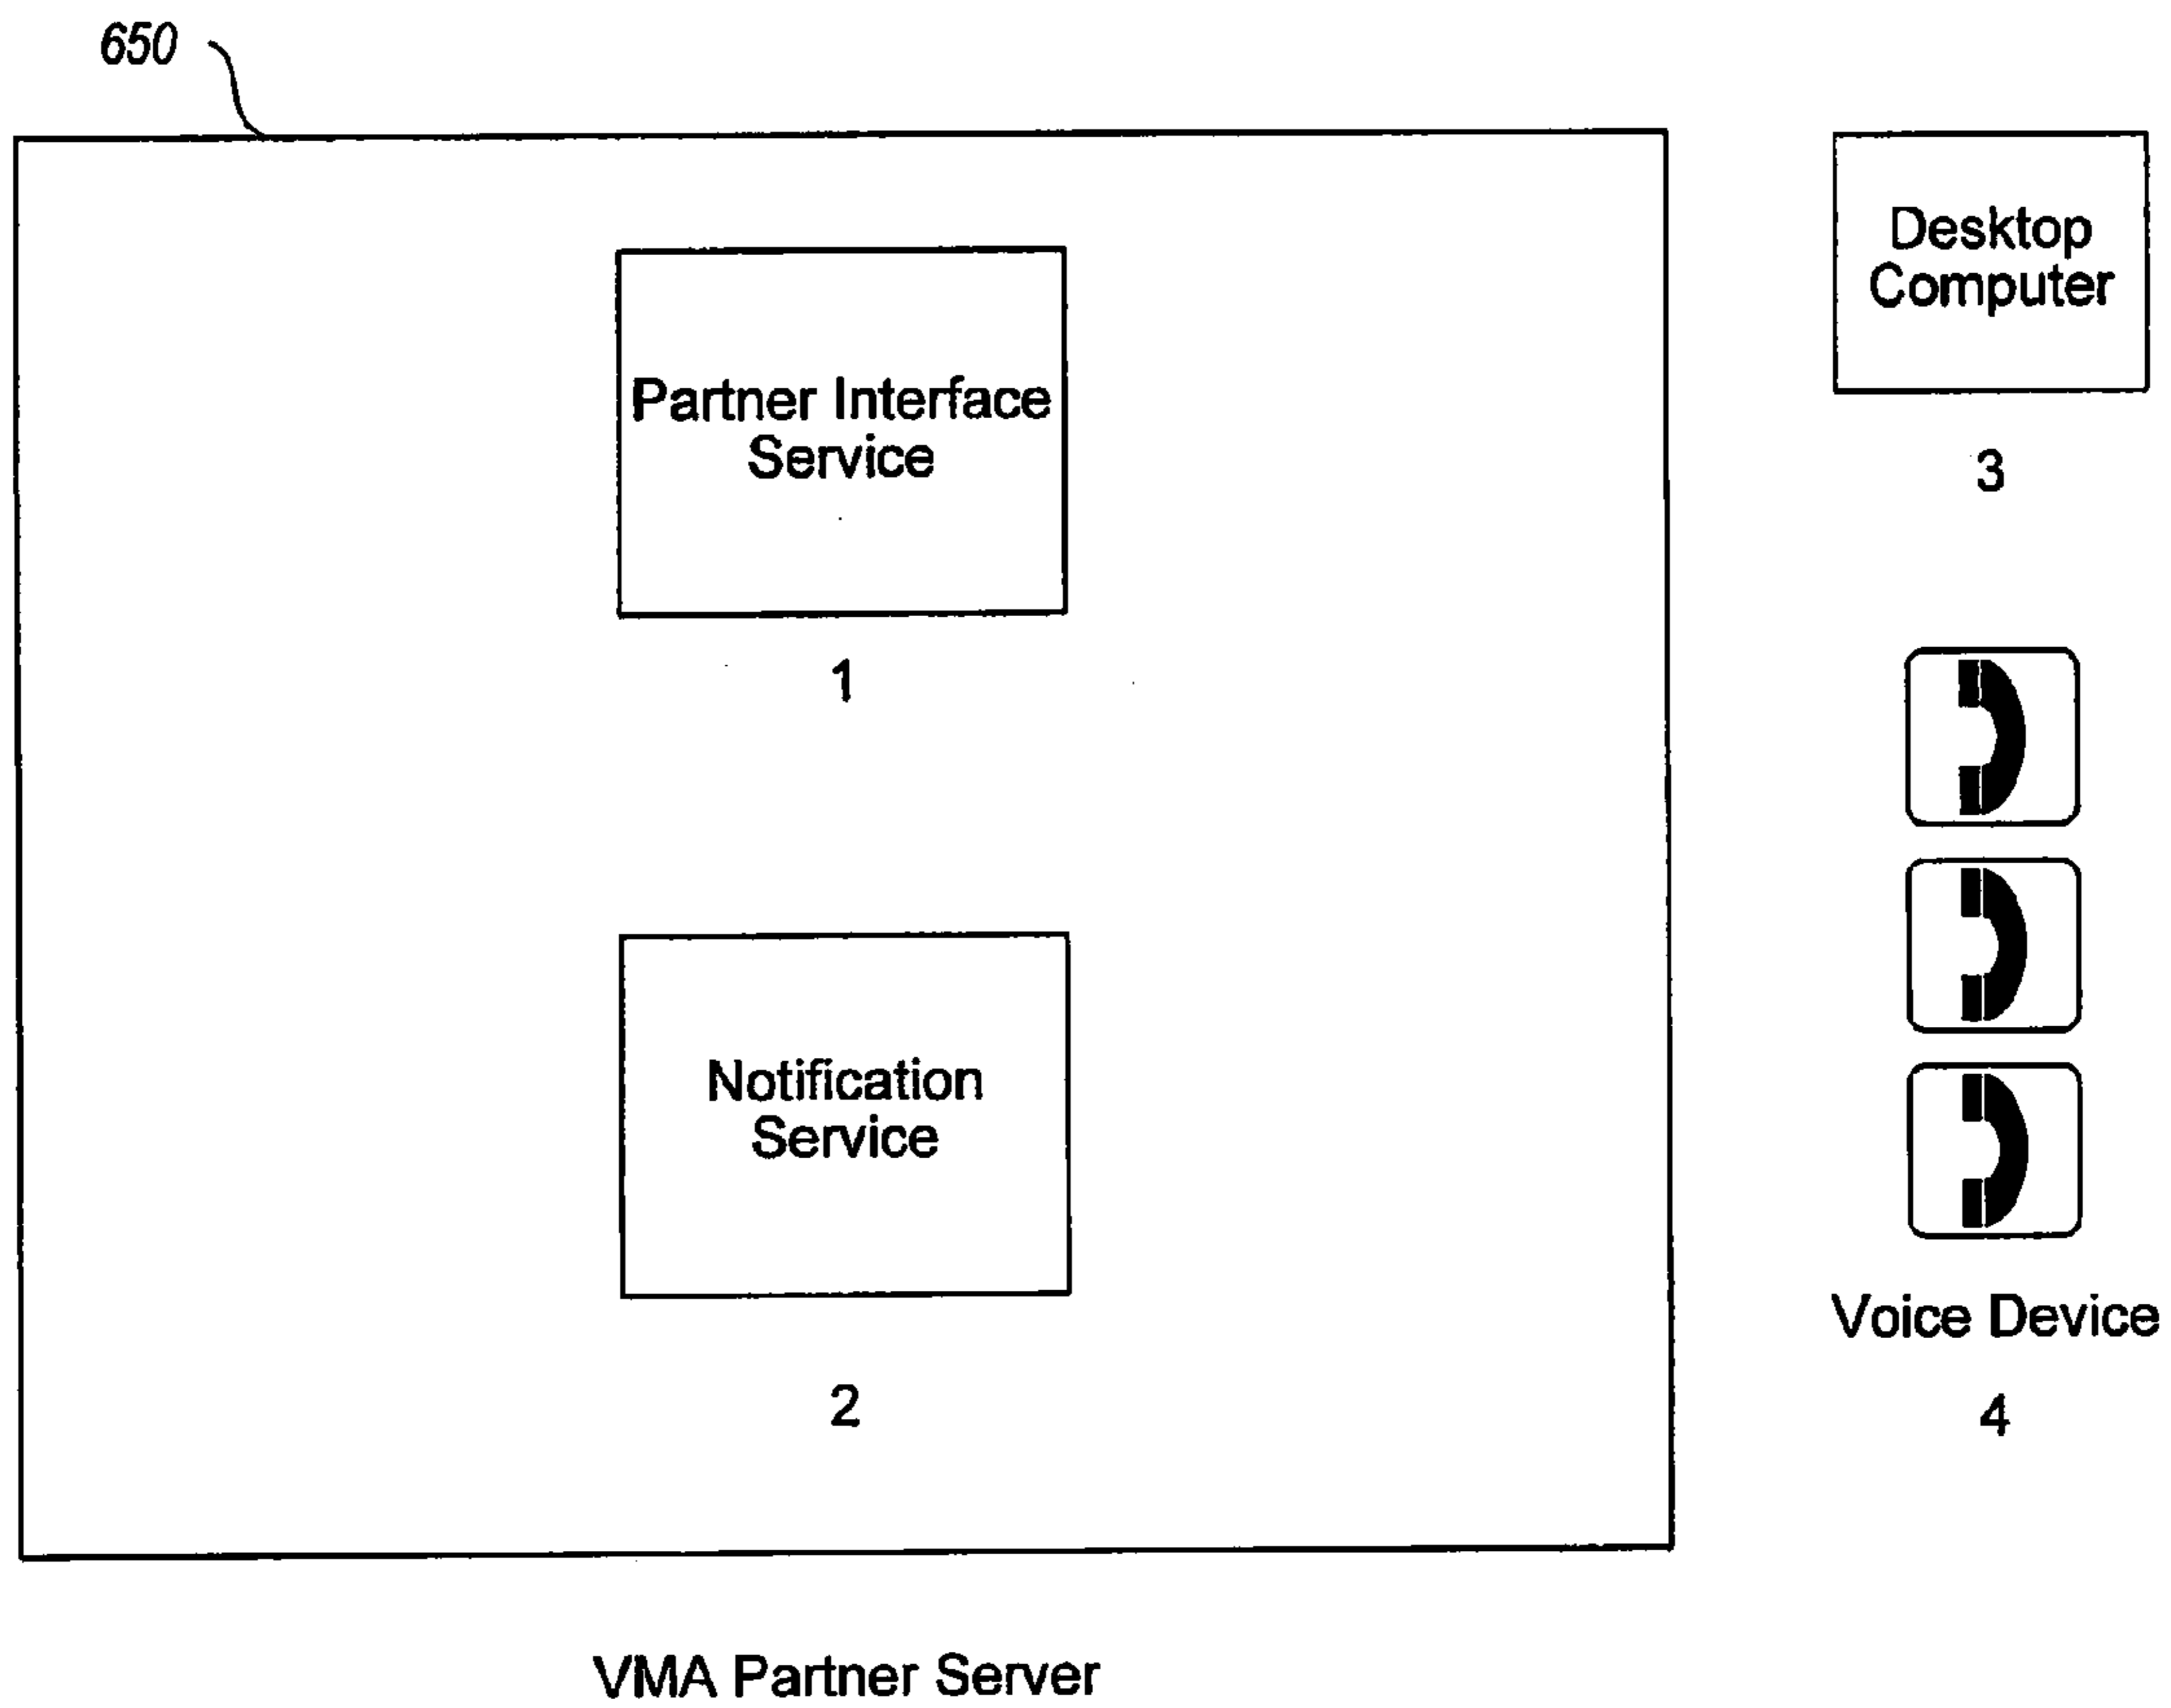 650
Partner Interface
Service
1
Notification
Service
2
Desktop
Computer
3
Voice Device
4
VMA Partner Server